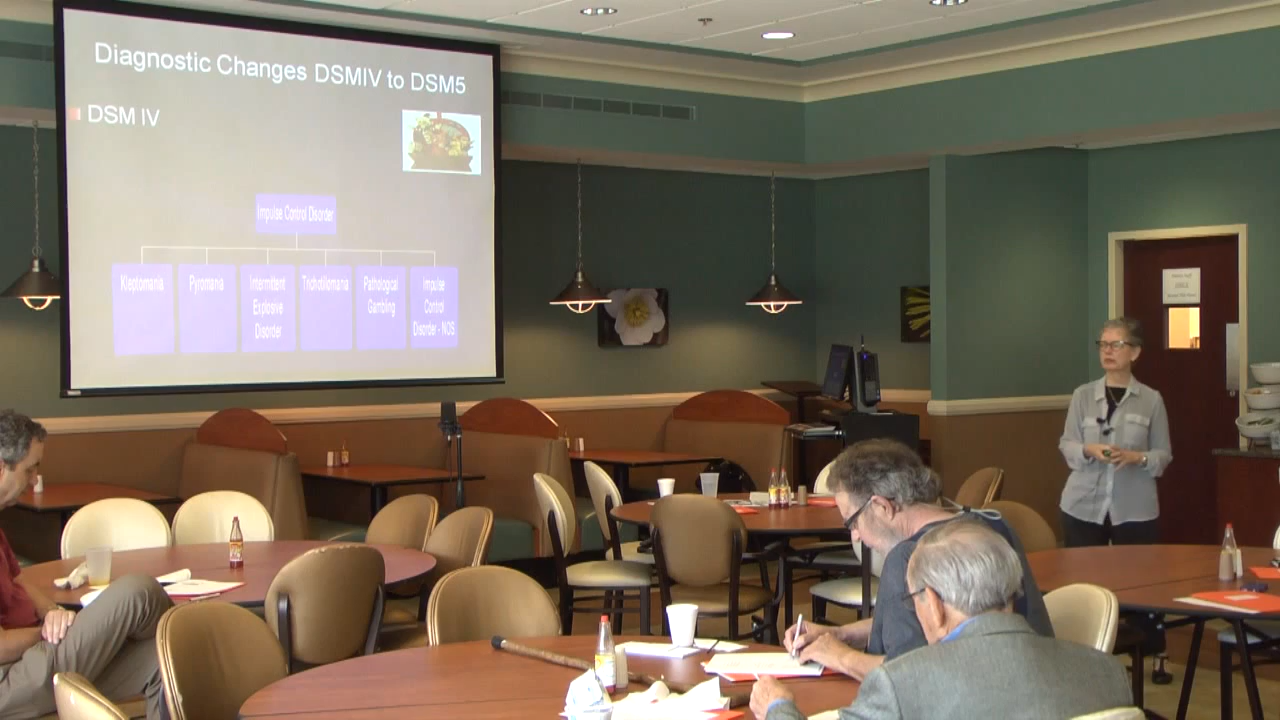 Diagnostic Changes DSMIV to DSM5
DSM IV
Impulse Control Disorder
Kleptomania
Pyromania
Intermittent
Explosive
Disorder
Trichotillomania
Pathological
Gambling
Impulse
Control
Disorder - NOS